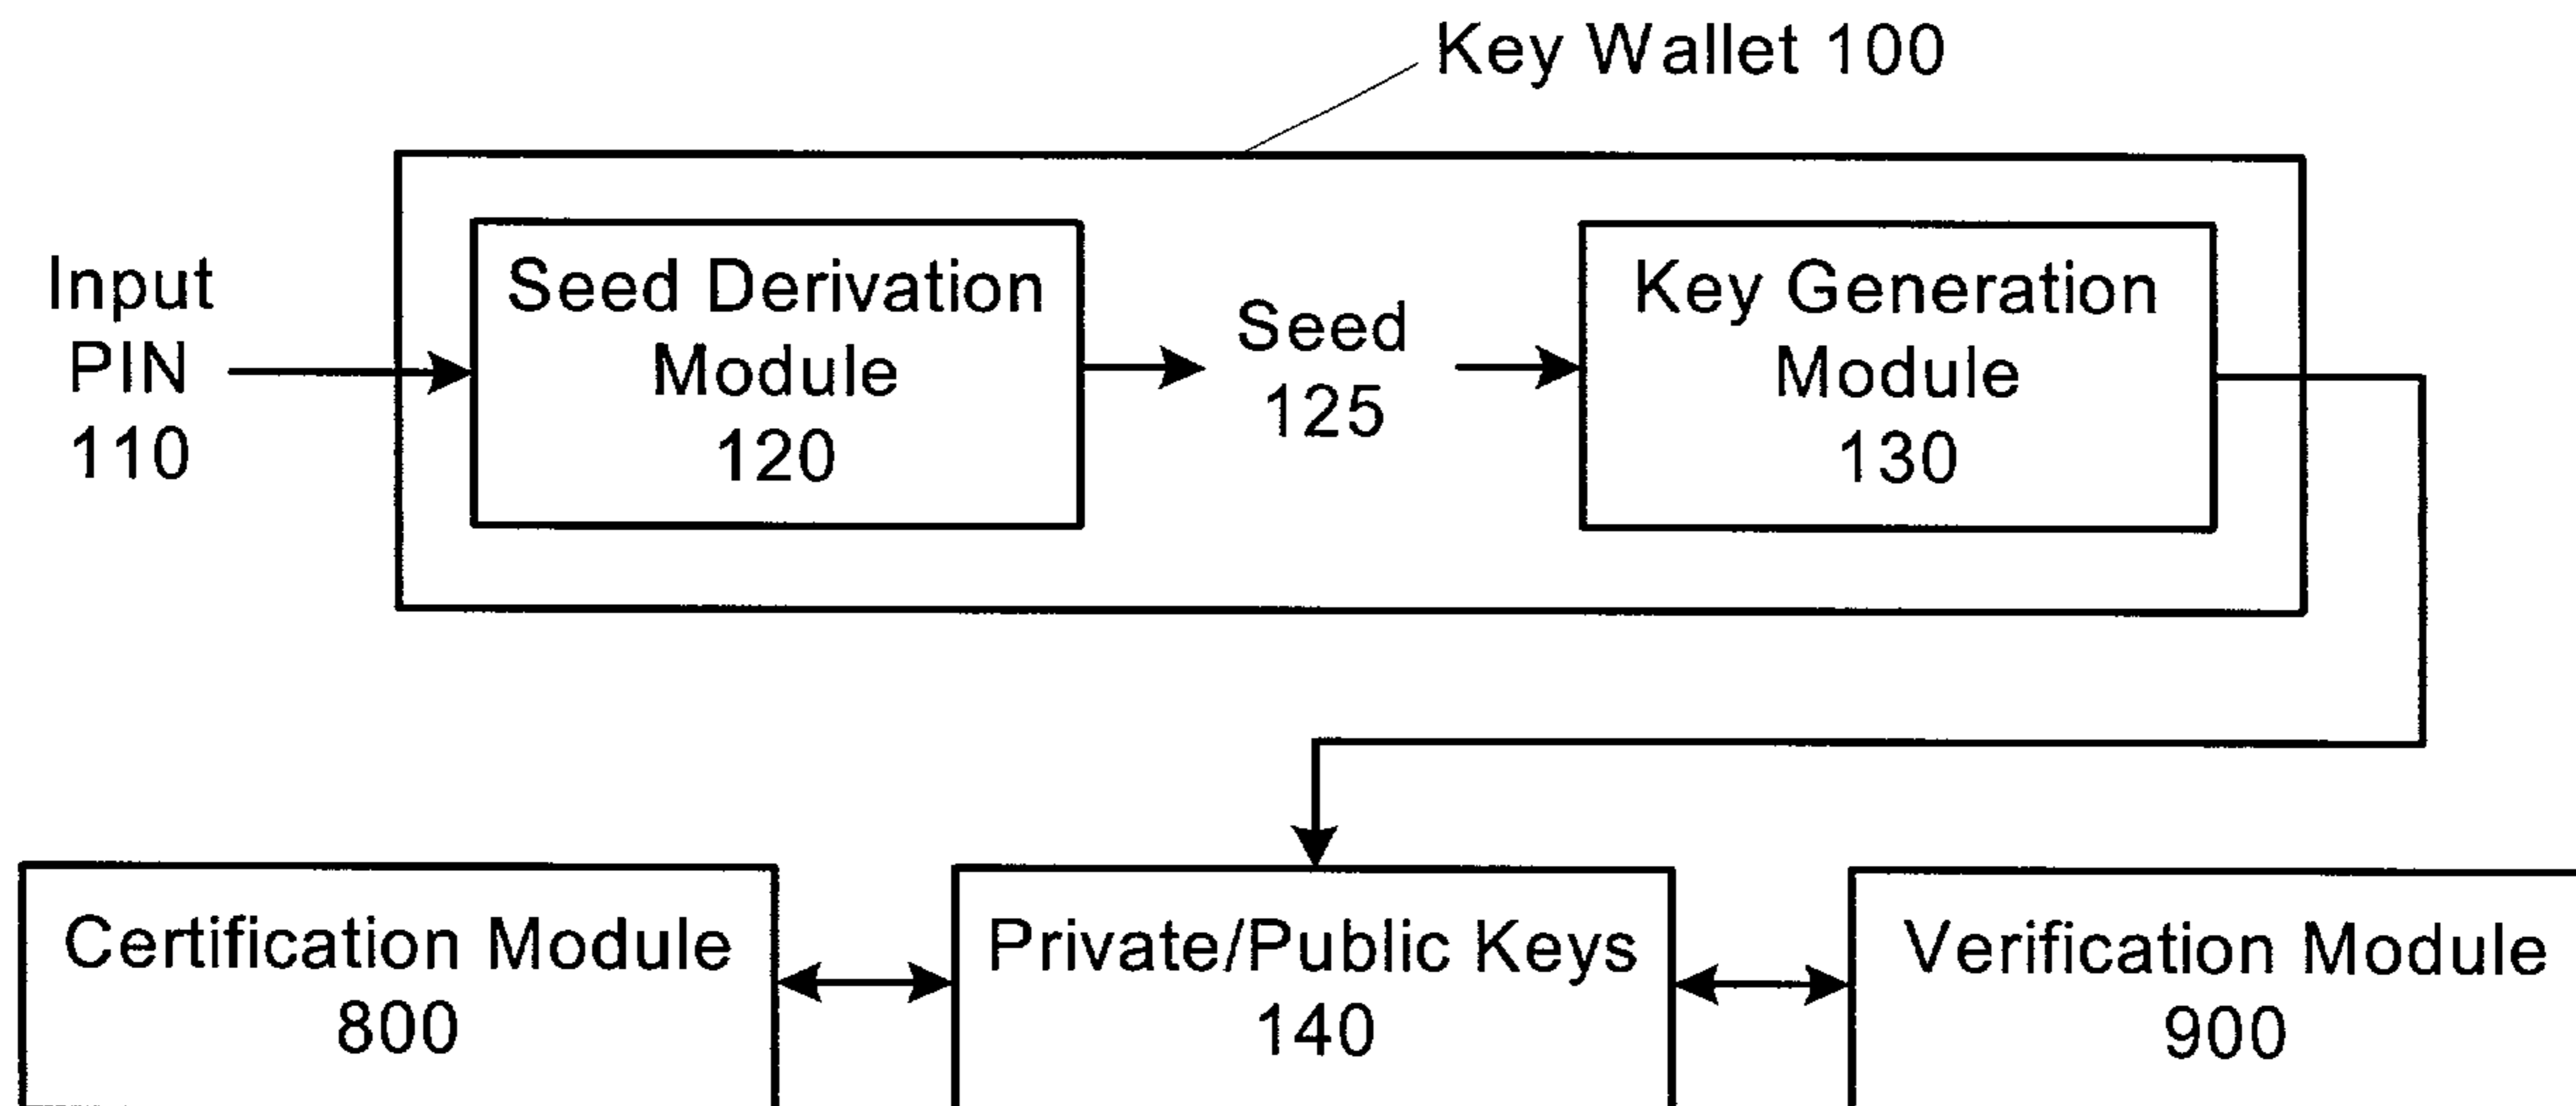 Key Wallet 100
Input
PIN
110
Seed Derivation
Module
120
Seed
125
Key Generation
Module
130
Certification Module
800
Private/Public Keys
140
Verification Module
900